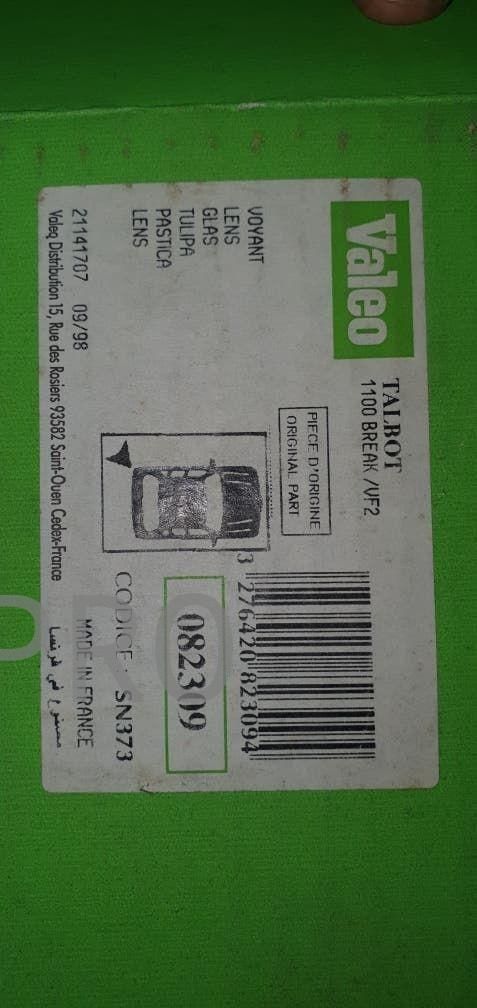 Valeo
TALBOT
1100 BREAK /VF2
PIECE D'ORIGINE
ORIGINAL PART
VOYANT
LENS
GLAS
TULIPA
PASTICA
LENS
3 276420 823094
082309
CODICE : SN373
21141707 09/98
MADE IN FRANCE
Valeo Distribution 15, Rue des Rosiers 93582 Saint-Ouen Cedex-France
مصنوع في فرنسا
PRO